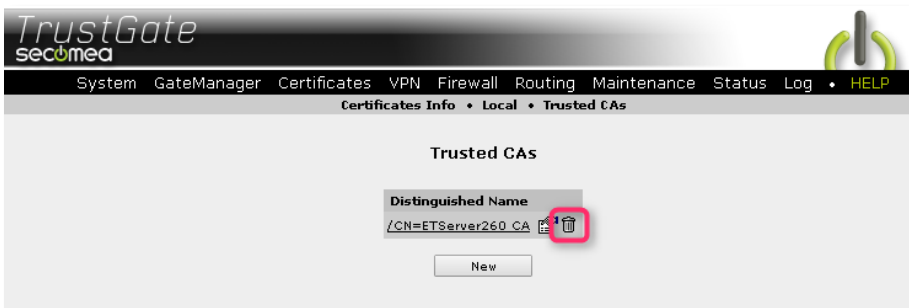 TrustGate
secomea
System GateManager Certificates VPN Firewall Routing Maintenance Status Log • HELP
Certificates Info • Local • Trusted CAs
Trusted CAs
Distinguished Name
/CN=ETServer260 CA
New